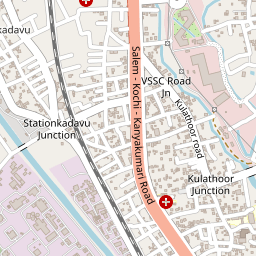 kadavu
VSSC Road
Jn
Salem - Kochi - Kanyakumari Road
Kulathoor road
Stationkadavu
Junction
Kulathoor
Junction